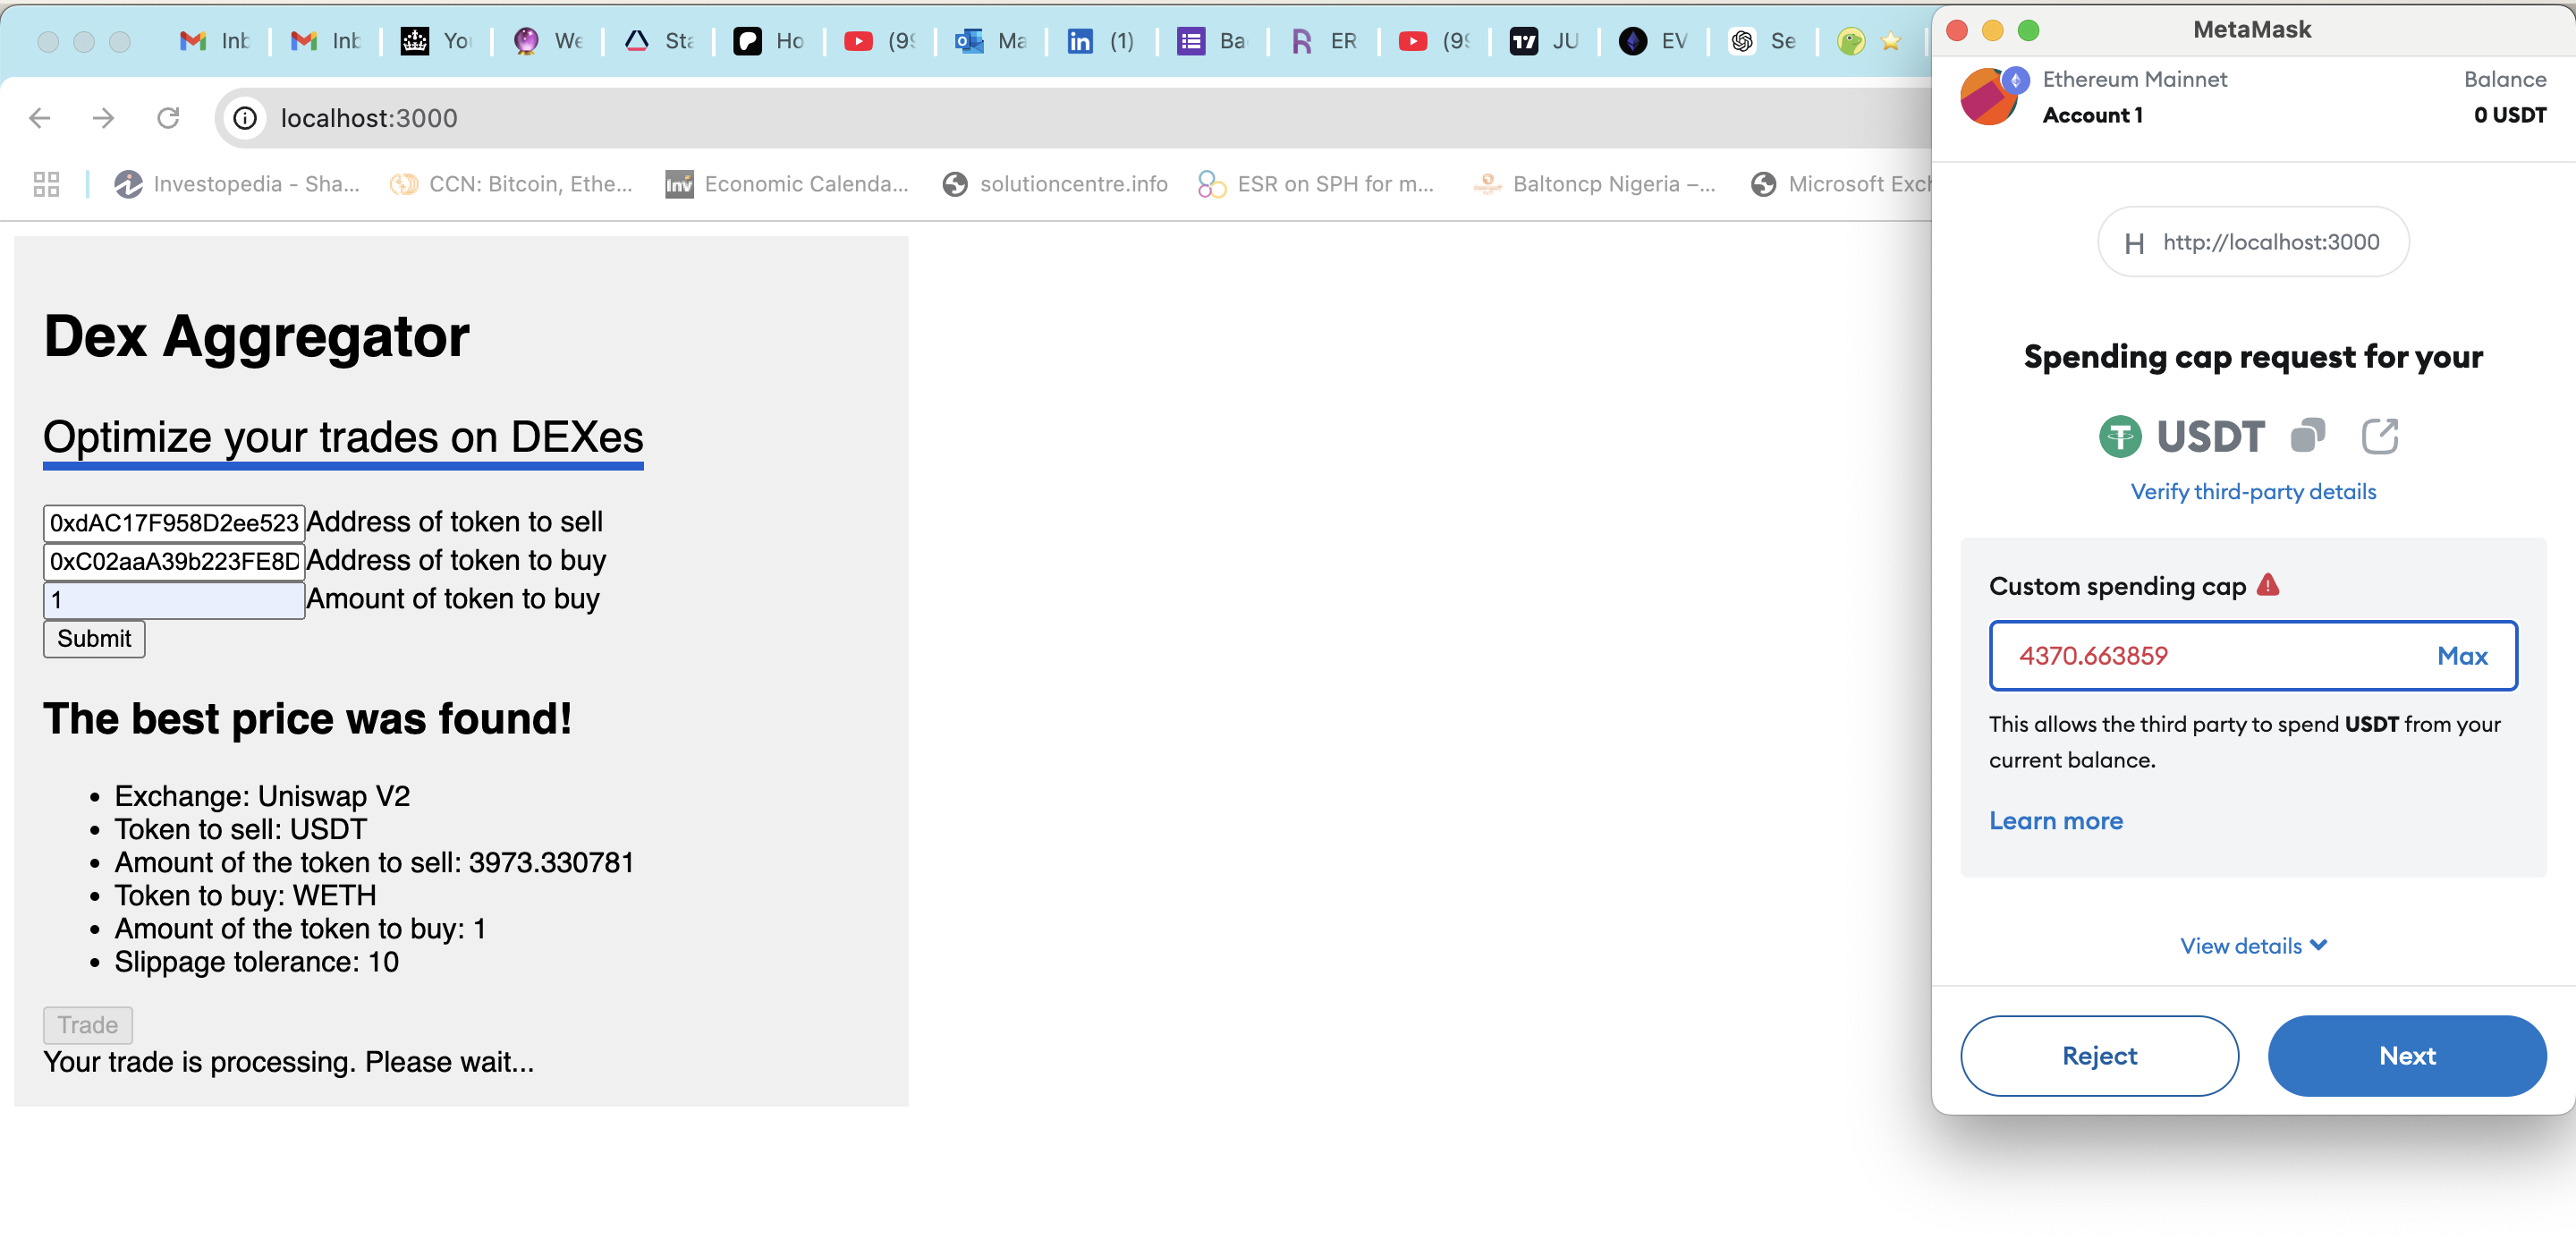 Inb
Inb
You
We
Sta
Ho
(99
Ma
(1)
Ba
ER
(99
JU
EV
Se
localhost:3000
Investopedia - Sha...
CCN: Bitcoin, Ethe...
Inv
Economic Calenda...
solutioncentre.info
ESR on SPH for m...
Baltoncp Nigeria –...
Microsoft Exch
Dex Aggregator
Optimize your trades on DEXes
0xdAC17F958D2ee523 Address of token to sell
0xC02aaA39b223FE8D Address of token to buy
1 Amount of token to buy
Submit
The best price was found!
• Exchange: Uniswap V2
• Token to sell: USDT
• Amount of the token to sell: 3973.330781
• Token to buy: WETH
• Amount of the token to buy: 1
• Slippage tolerance: 10
Trade
Your trade is processing. Please wait...
MetaMask
Ethereum Mainnet
Balance
Account 1
0 USDT
H http://localhost:3000
Spending cap request for your
USDT
Verify third-party details
Custom spending cap
4370.663859 Max
This allows the third party to spend USDT from your
current balance.
Learn more
View details
Reject
Next